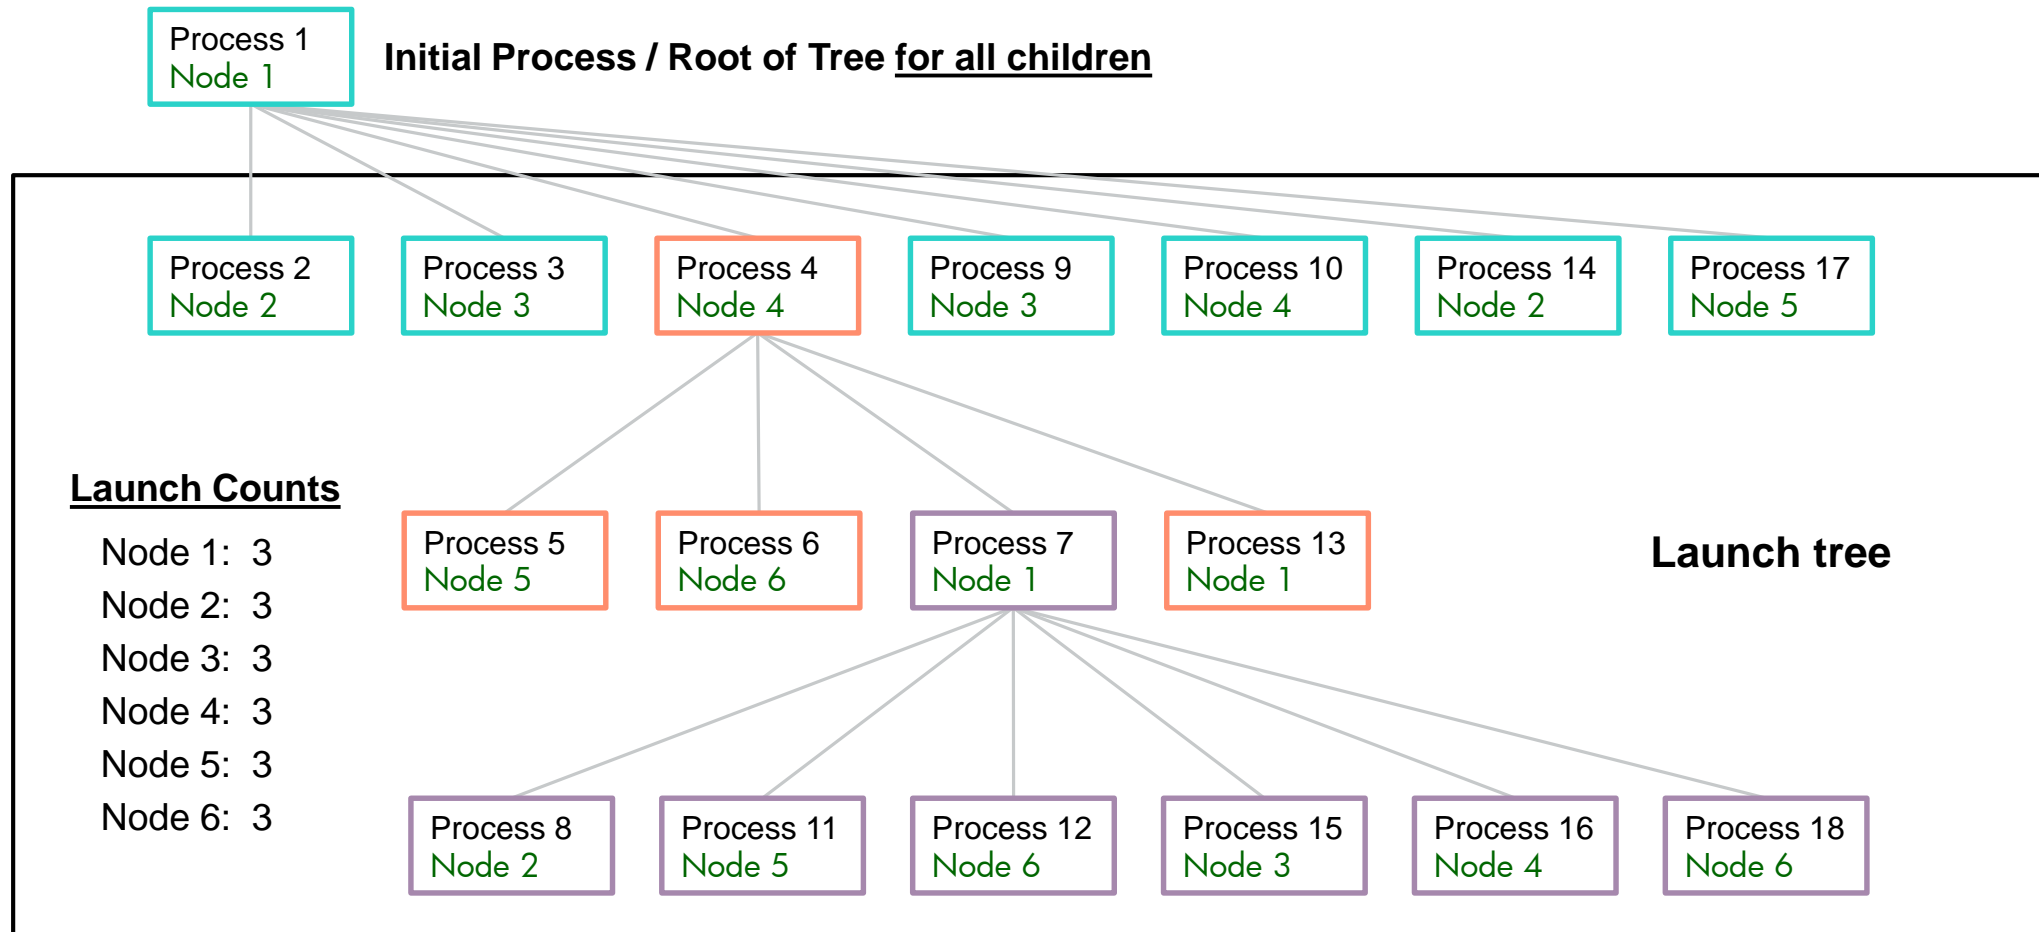 Process 1
Node 1
Initial Process / Root of Tree for all children
Process 2
Node 2
Process 3
Node 3
Process 4
Node 4
Process 9
Node 3
Process 10
Node 4
Process 14
Node 2
Process 17
Node 5
Launch Counts
Node 1: 3
Node 2: 3
Node 3: 3
Node 4: 3
Node 5: 3
Node 6: 3
Process 5
Node 5
Process 6
Node 6
Process 7
Node 1
Process 13
Node 1
Launch tree
Process 8
Node 2
Process 11
Node 5
Process 12
Node 6
Process 15
Node 3
Process 16
Node 4
Process 18
Node 6